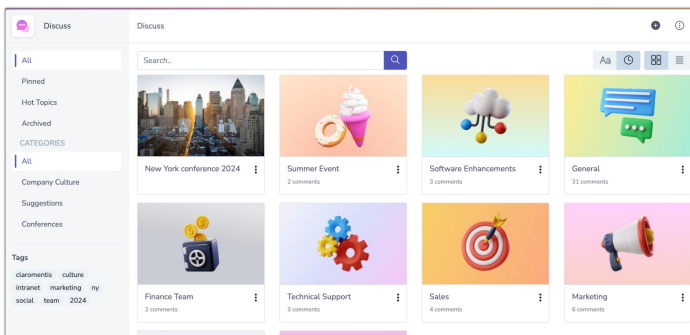 Discuss
Discuss
All
Pinned
Hot Topics
Archived
CATEGORIES
All
Company Culture
Suggestions
Conferences
Tags
claromentis culture
intranet marketing ny
social team 2024
Search..
Aa
New York conference 2024
Summer Event
2 comments
Software Enhancements
3 comments
General
31 comments
Finance Team
2 comments
Technical Support
3 comments
Sales
4 comments
Marketing
6 comments